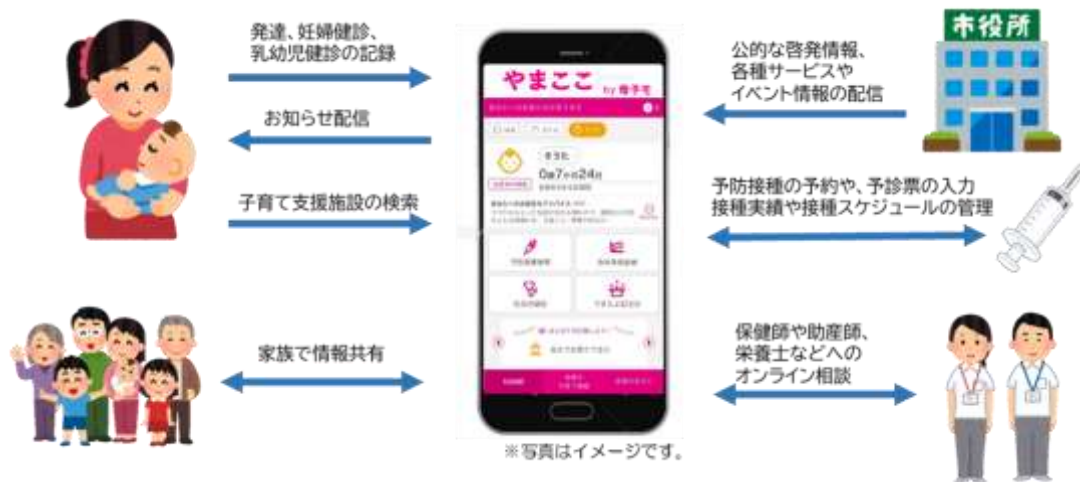 発達、妊婦健診、
乳幼児健診の記録
お知らせ配信
子育て支援施設の検索
家族で情報共有
やまここ by 母子モ
0歳7か月24日
※写真はイメージです。
市役所
公的な啓発情報、
各種サービスや
イベント情報の配信
予防接種の予約や、予診票の入力
接種実績や接種スケジュールの管理
保健師や助産師、
栄養士などへの
オンライン相談